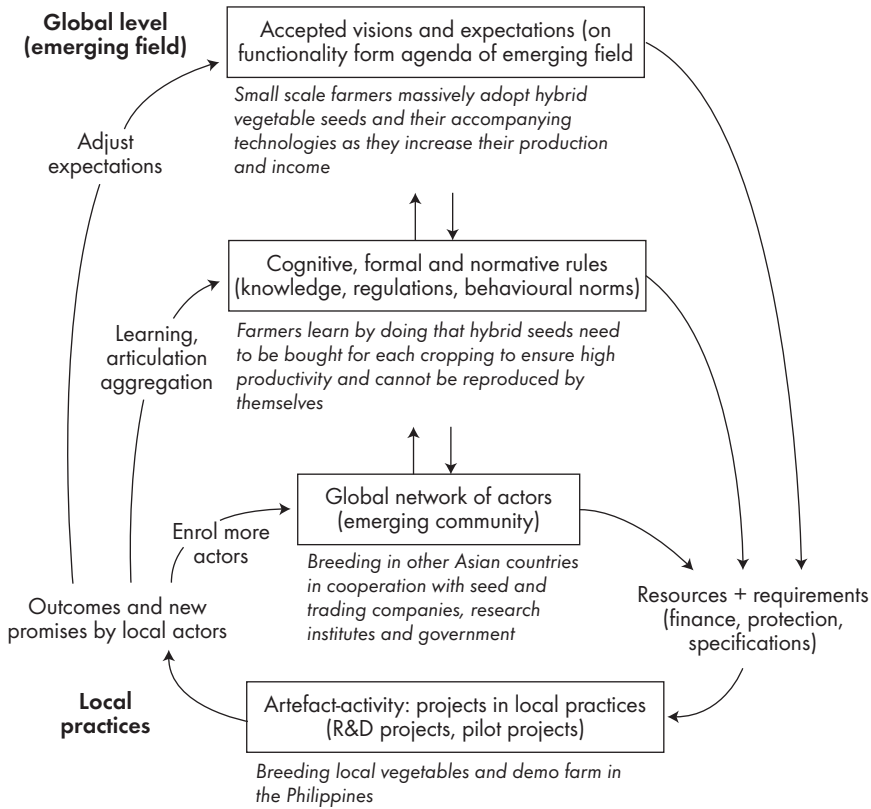 Global level
(emerging field)
Accepted visions and expectations (on
functionality form agenda of emerging field
Small scale farmers massively adopt hybrid
vegetable seeds and their accompanying
technologies as they increase their production
and income
Adjust
expectations
Cognitive, formal and normative rules
(knowledge, regulations, behavioural norms)
Farmers learn by doing that hybrid seeds need
to be bought for each cropping to ensure high
productivity and cannot be reproduced by
themselves
Learning,
articulation
aggregation
Global network of actors
(emerging community)
Enrol more
actors
Breeding in other Asian countries
in cooperation with seed and
trading companies, research
institutes and government
Outcomes and new
promises by local actors
Resources + requirements
(finance, protection,
specifications)
Local
practices
Artefact-activity: projects in local practices
(R&D projects, pilot projects)
Breeding local vegetables and demo farm in
the Philippines